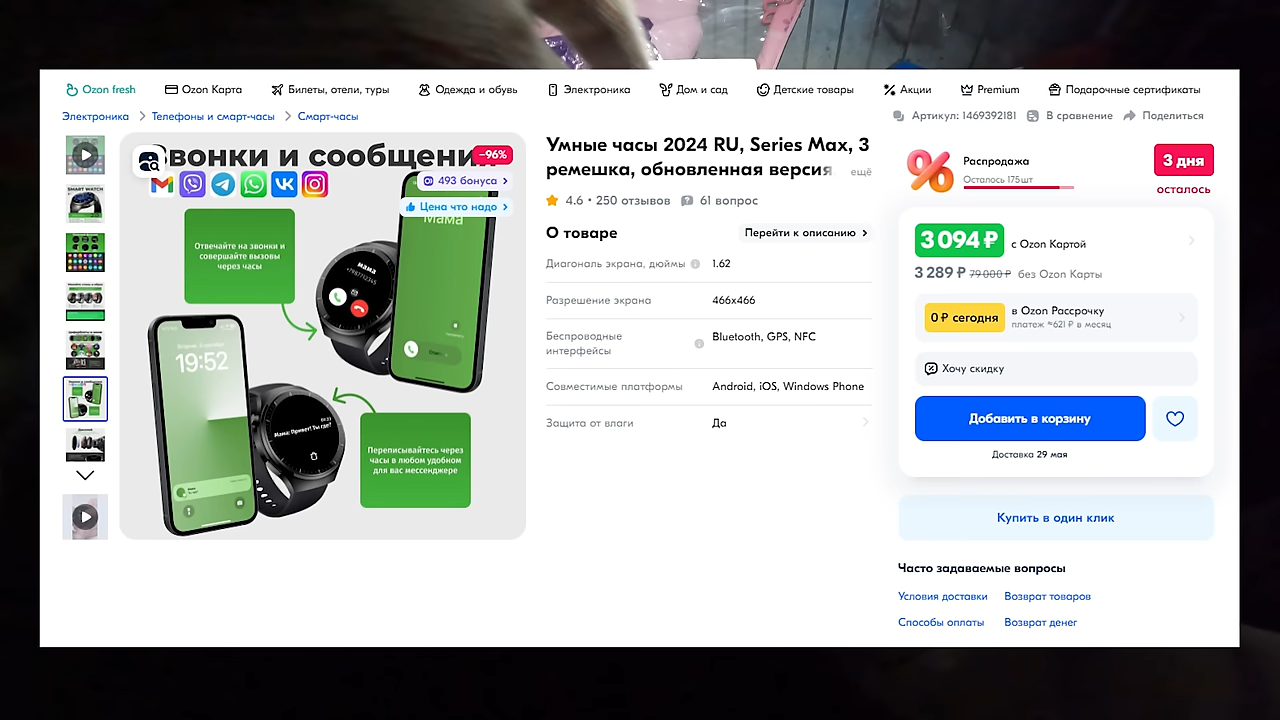 Ozon fresh
Ozon Карта
Билеты, отели, туры
Одежда и обувь
Электроника
Дом и сад
Детские товары
Акции
Premium
Подарочные сертификаты
Электроника
Телефоны и смарт-часы
Смарт-часы
Артикул: 1469392181
В сравнение
Поделиться
Звонки и сообщени
-96%
493 бонуса
Цена что надо
Отвечайте на звонки и
совершайте вызовы
через часы
мама
Мама
19:52
Мама: Привет! Ты где?
Переписывайтесь через
часы в любом удобном
для вас мессенджере
SMART WATCH
Умные часы 2024 RU, Series Max, 3
ремешка, обновленная версия
ещё
4.6 • 250 отзывов
61 вопрос
О товаре
Перейти к описанию
Диагональ экрана, дюймы
1.62
Разрешение экрана
466x466
Беспроводные
интерфейсы
Bluetooth, GPS, NFC
Совместимые платформы
Android, iOS, Windows Phone
Защита от влаги
Да
%
Распродажа
Осталось 175 шт
3 дня
осталось
3 094 ₽
с Ozon Картой
3 289 ₽ 79 000 ₽ без Ozon Карты
0 ₽ сегодня
в Ozon Рассрочку
платеж ≈621 ₽ в месяц
Хочу скидку
Добавить в корзину
Доставка 29 мая
Купить в один клик
Часто задаваемые вопросы
Условия доставки
Возврат товаров
Способы оплаты
Возврат денег